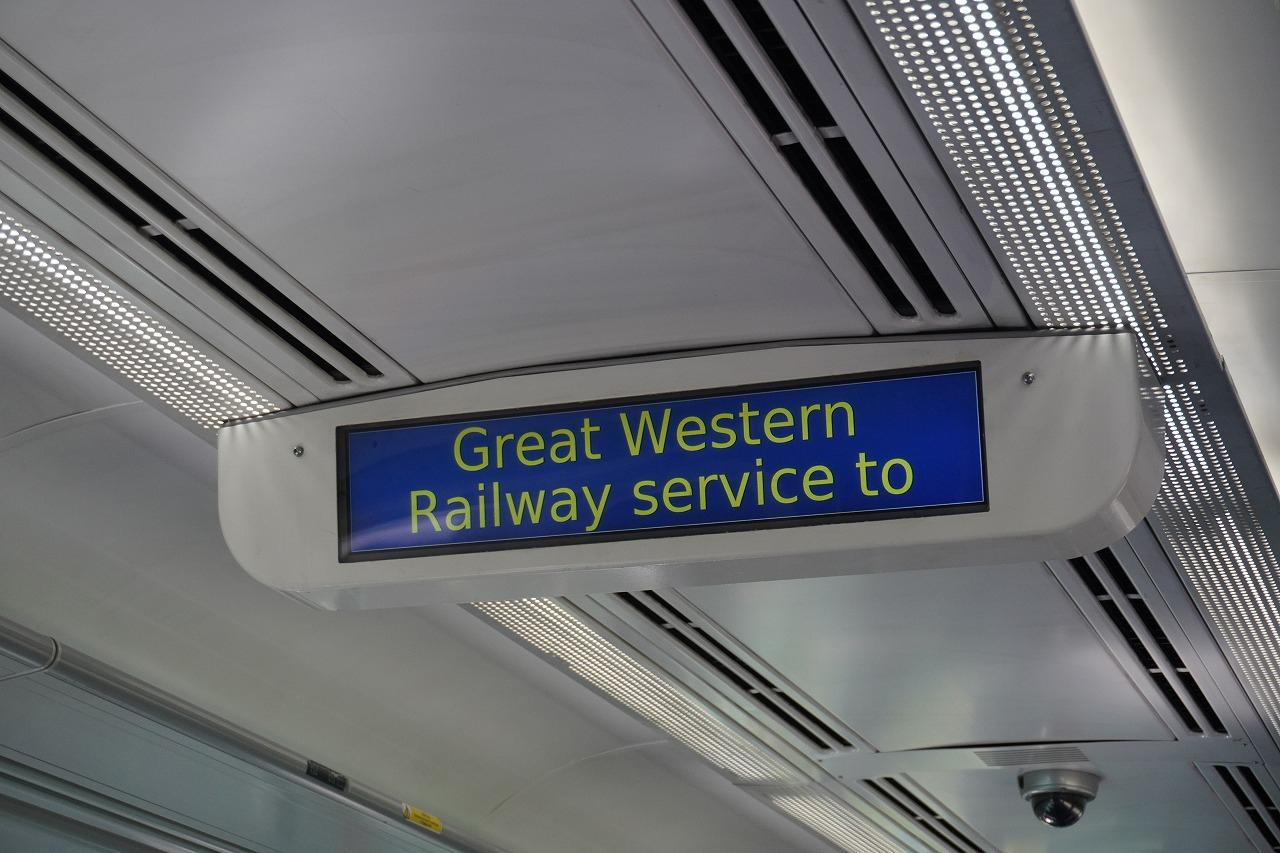 Great Western
Railway service to